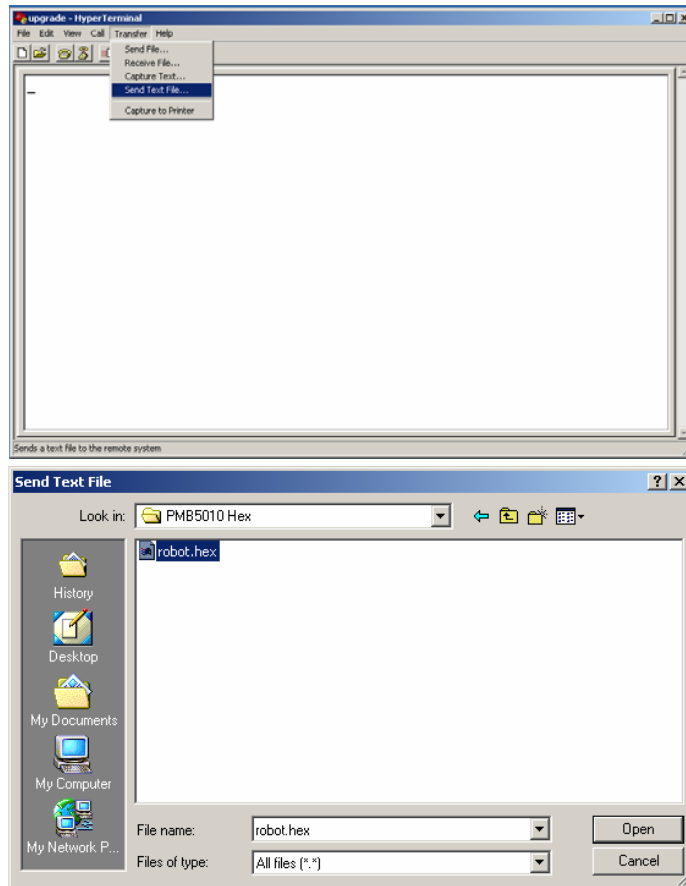 upgrade - HyperTerminal
File Edit View Call Transfer Help
Send File...
Receive File...
Capture Text...
Send Text File...
Capture to Printer
Sends a text file to the remote system
Send Text File
Look in: PMB5010 Hex
robot.hex
History
Desktop
My Documents
My Computer
My Network P...
File name: robot.hex Open
Files of type: All files (*.*) Cancel